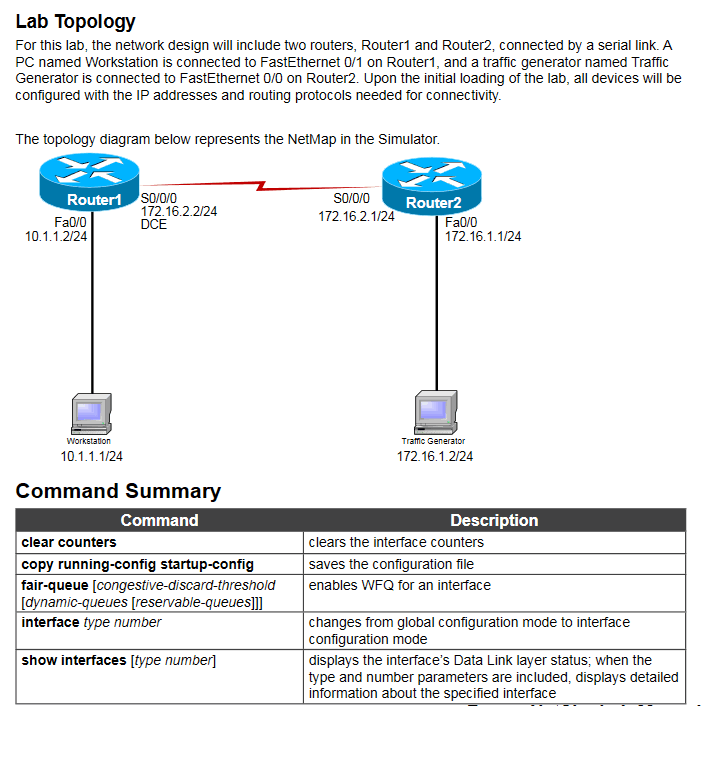 Lab Topology
For this lab, the network design will include two routers, Router1 and Router2, connected by a serial link. A
PC named Workstation is connected to FastEthernet 0/1 on Router1, and a traffic generator named Traffic
Generator is connected to FastEthernet 0/0 on Router2. Upon the initial loading of the lab, all devices will be
configured with the IP addresses and routing protocols needed for connectivity.
The topology diagram below represents the NetMap in the Simulator.
Router1
S0/0/0
172.16.2.2/24
DCE
Fa0/0
10.1.1.2/24
S0/0/0
172.16.2.1/24
Router2
Fa0/0
172.16.1.1/24
Workstation
10.1.1.1/24
Traffic Generator
172.16.1.2/24
Command Summary
Command Description
clear counters clears the interface counters
copy running-config startup-config saves the configuration file
fair-queue [congestive-discard-threshold enables WFQ for an interface
[dynamic-queues [reservable-queues]]]
interface type number changes from global configuration mode to interface
configuration mode
show interfaces [type number] displays the interface's Data Link layer status; when the
type and number parameters are included, displays detailed
information about the specified interface